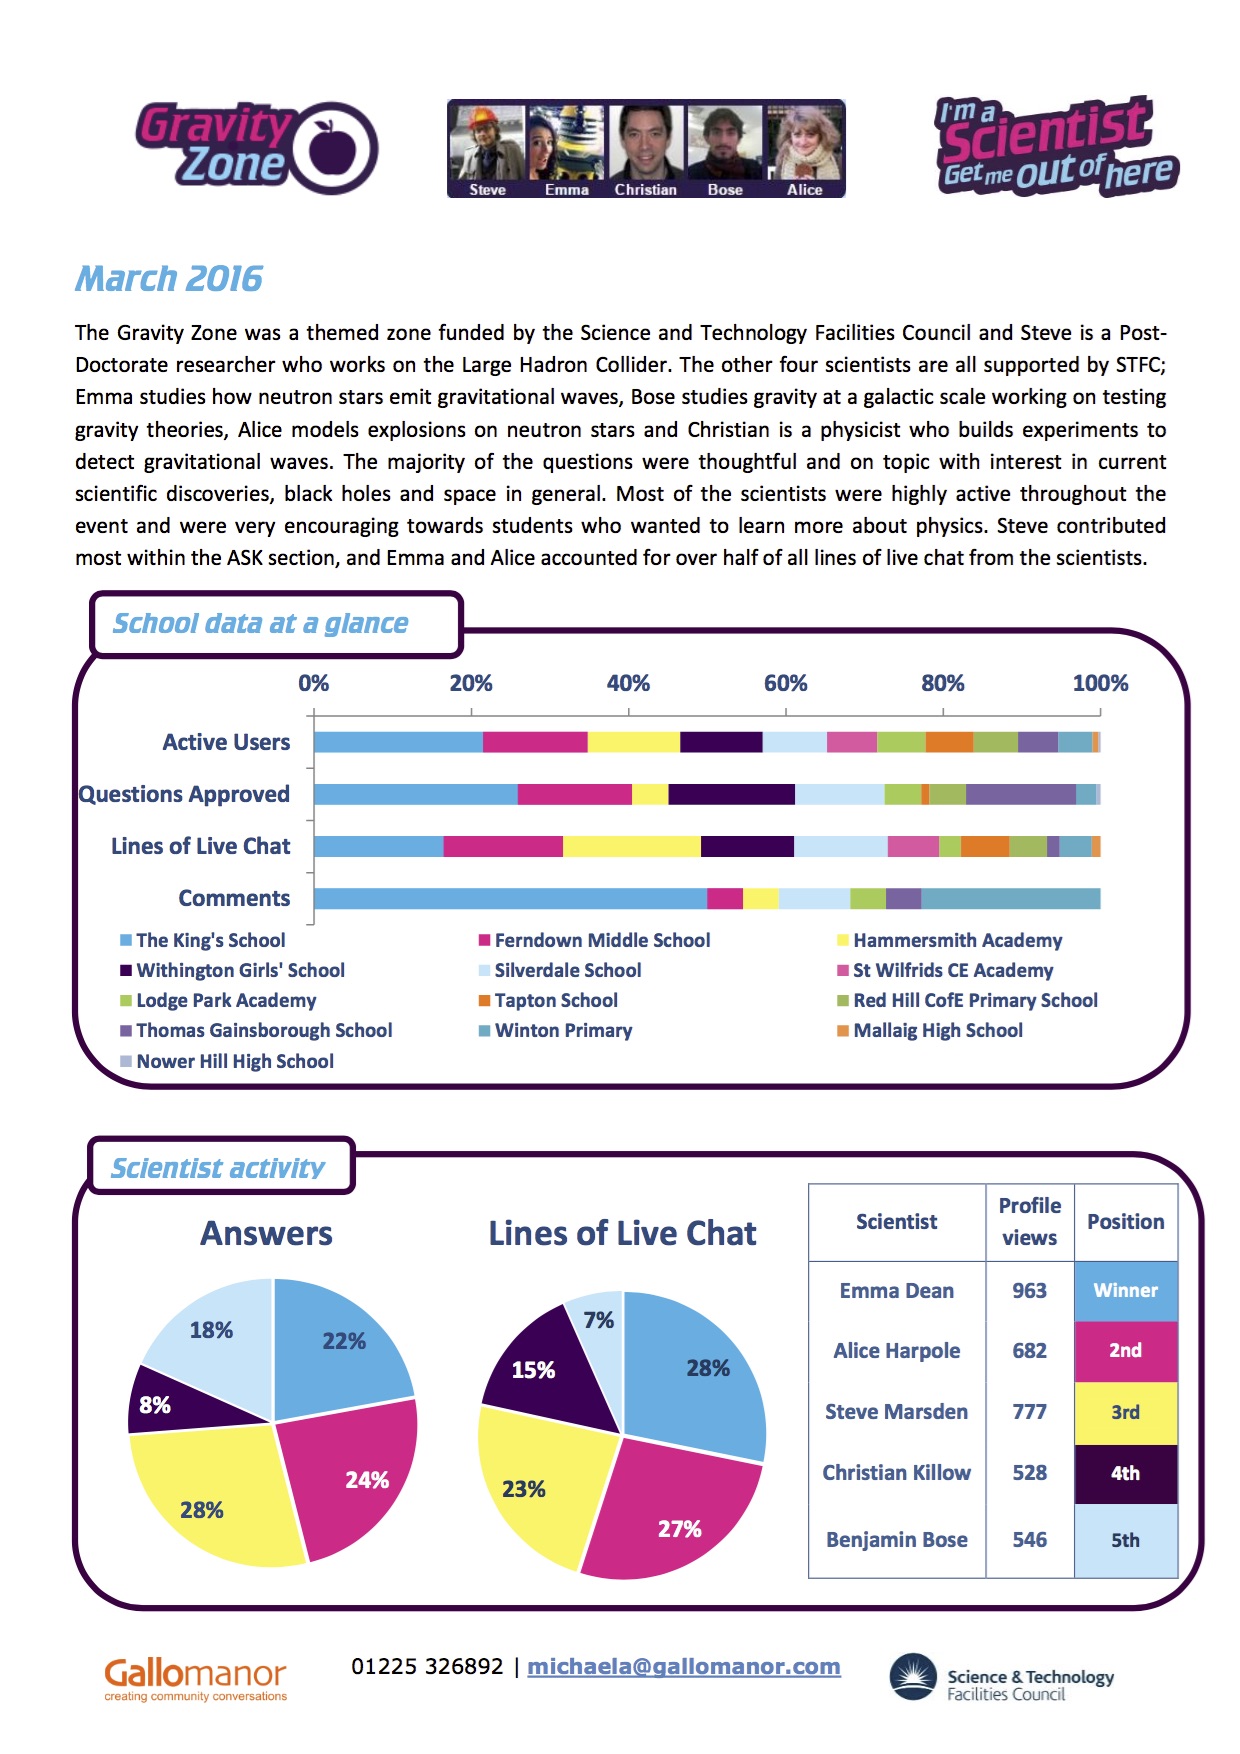 Gravity
Zone
Steve Emma Christian Bose Alice
I'm a
Scientist
Get me out of here
March 2016
The Gravity Zone was a themed zone funded by the Science and Technology Facilities Council and Steve is a Post-
Doctorate researcher who works on the Large Hadron Collider. The other four scientists are all supported by STFC;
Emma studies how neutron stars emit gravitational waves, Bose studies gravity at a galactic scale working on testing
gravity theories, Alice models explosions on neutron stars and Christian is a physicist who builds experiments to
detect gravitational waves. The majority of the questions were thoughtful and on topic with interest in current
scientific discoveries, black holes and space in general. Most of the scientists were highly active throughout the
event and were very encouraging towards students who wanted to learn more about physics. Steve contributed
most within the ASK section, and Emma and Alice accounted for over half of all lines of live chat from the scientists.
School data at a glance
0% 20% 40% 60% 80% 100%
Active Users
Questions Approved
Lines of Live Chat
Comments
The King's School Ferndown Middle School Hammersmith Academy
Withington Girls' School Silverdale School St Wilfrids CE Academy
Lodge Park Academy Tapton School Red Hill CofE Primary School
Thomas Gainsborough School Winton Primary Mallaig High School
Nower Hill High School
Scientist activity
Answers
22%
24%
28%
8%
18%
Lines of Live Chat
28%
27%
23%
15%
7%
Scientist Profile views Position
Emma Dean 963 Winner
Alice Harpole 682 2nd
Steve Marsden 777 3rd
Christian Killow 528 4th
Benjamin Bose 546 5th
Gallomanor
creating community conversations
01225 326892 | michaela@gallomanor.com
Science & Technology
Facilities Council